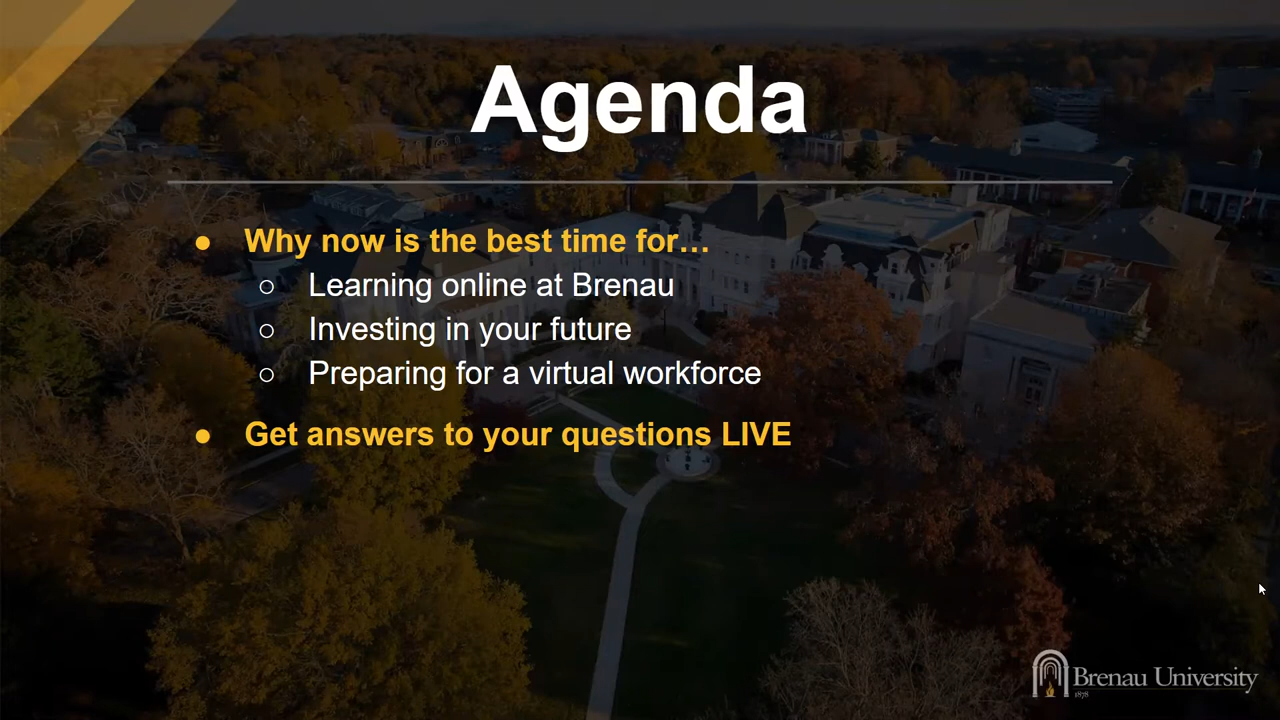 Agenda
● Why now is the best time for…
○ Learning online at Brenau
○ Investing in your future
○ Preparing for a virtual workforce
● Get answers to your questions LIVE
Brenau University
1878